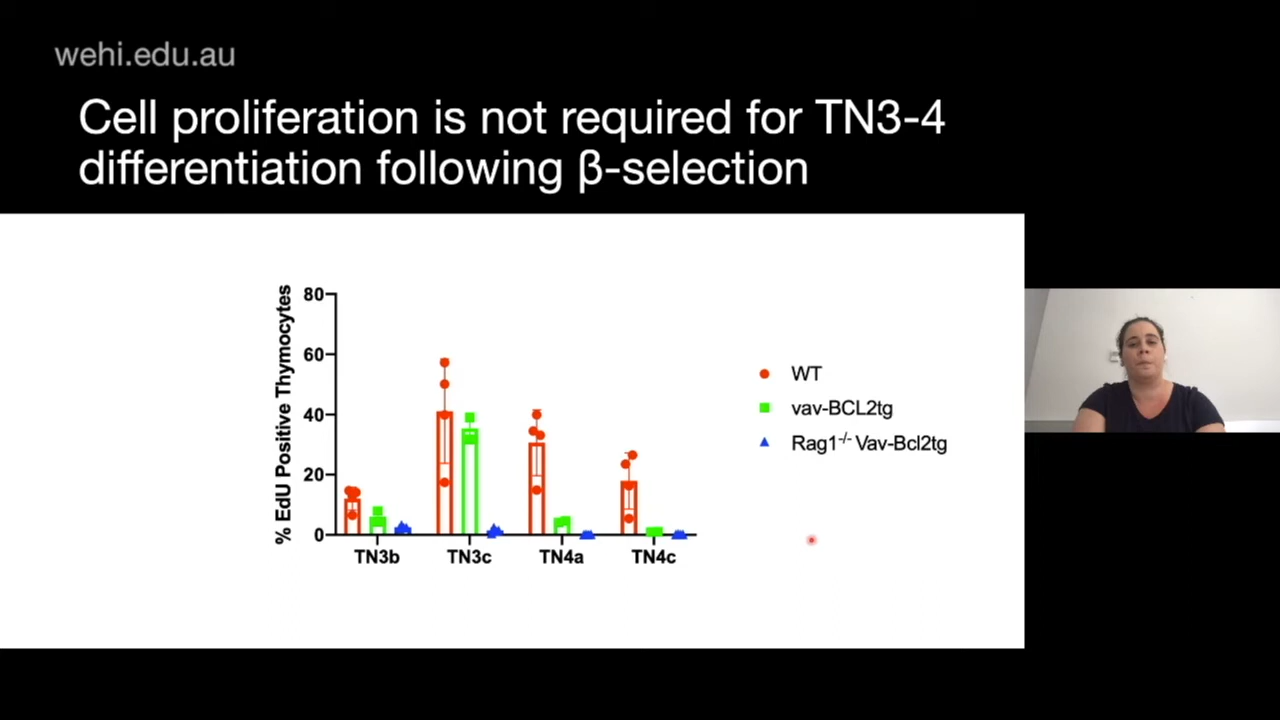 wehi.edu.au
Cell proliferation is not required for TN3-4
differentiation following β-selection
% EdU Positive Thymocytes
80
60
40
20
0
TN3b TN3c TN4a TN4c
WT
vav-BCL2tg
Rag1-/- Vav-Bcl2tg